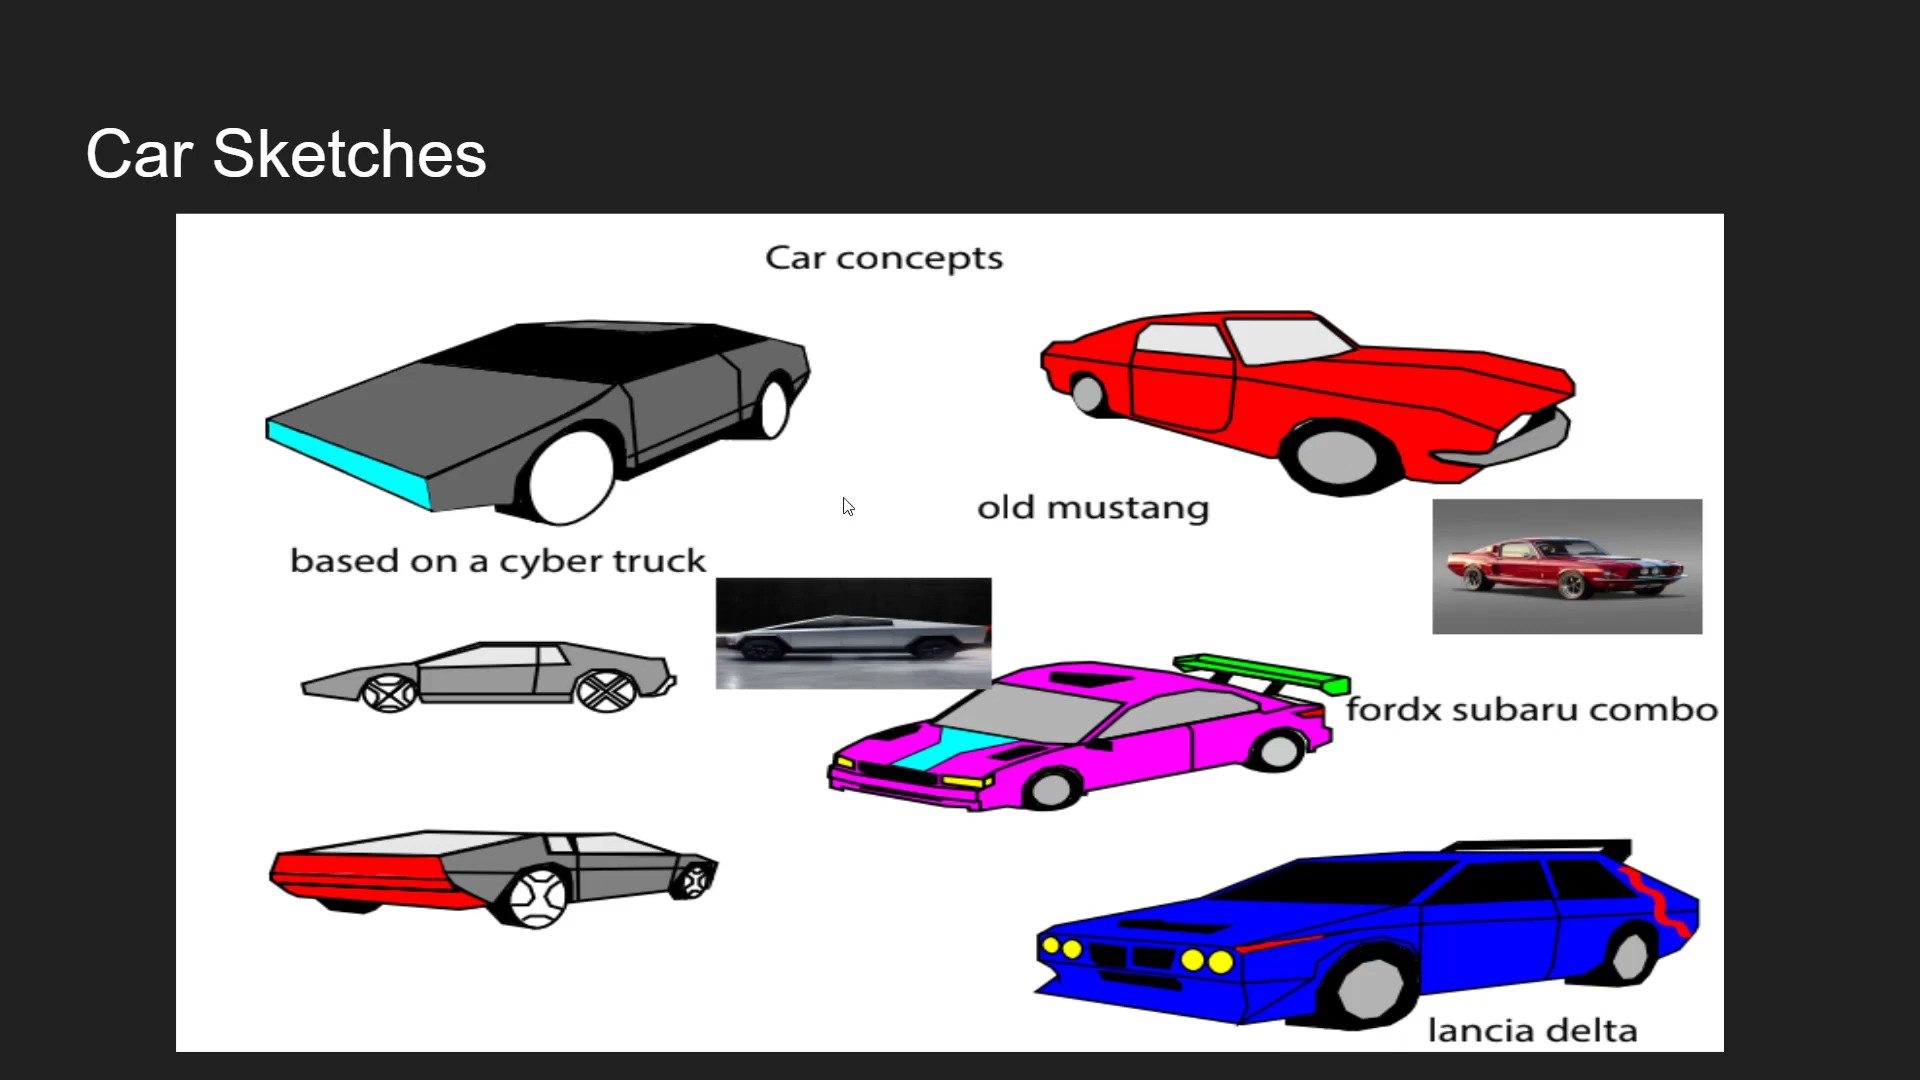 Car Sketches
Car concepts
old mustang
based on a cyber truck
fordx subaru combo
lancia delta